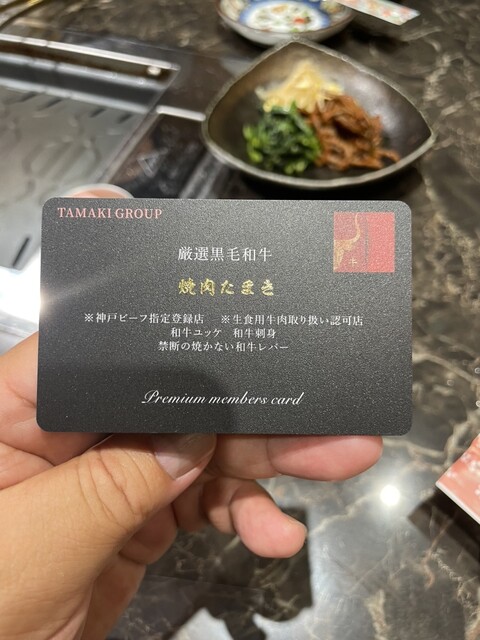 TAMAKI GROUP
厳選黒毛和牛
牛
焼肉たまき
※神戸ビーフ指定登録店 ※生食用牛肉取り扱い認可店
和牛ユッケ 和牛刺身
禁断の焼かない和牛レバー
Premium members card